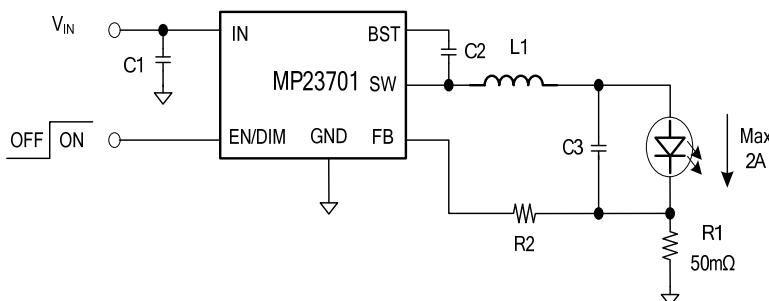 V_IN
IN
BST
C2
L1
C1
MP23701
SW
OFF
ON
EN/DIM
GND
FB
C3
Max
2A
R2
R1
50mΩ